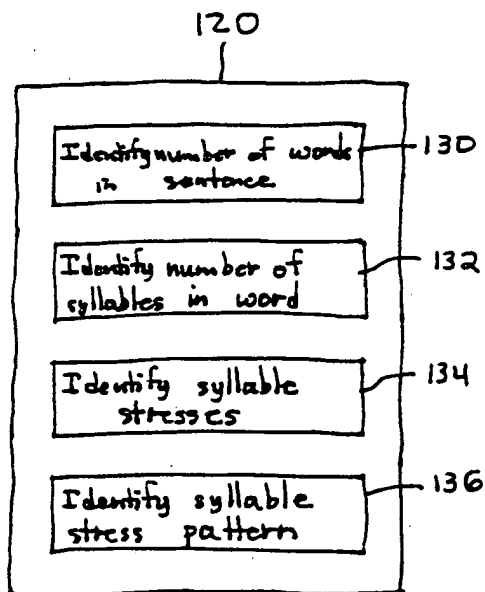 120
Identify number of words
in sentence
130
Identify number of
syllables in word
132
Identify syllable
stresses
134
Identify syllable
stress pattern
136